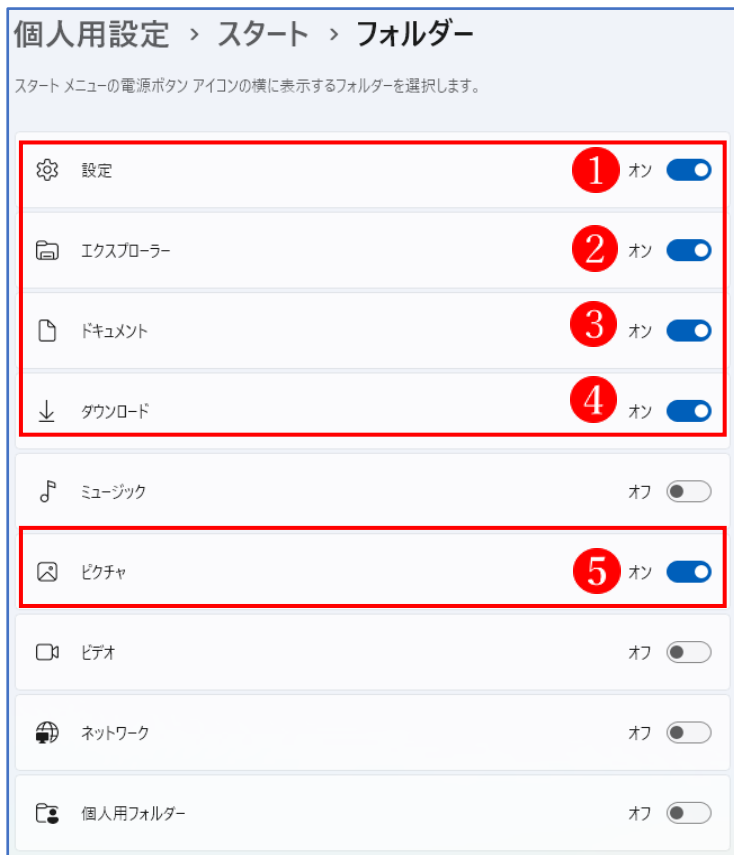 個人用設定 › スタート › フォルダー
スタート メニューの電源ボタン アイコンの横に表示するフォルダーを選択します。
設定 1 オン
エクスプローラー 2 オン
ドキュメント 3 オン
ダウンロード 4 オン
ミュージック オフ
ピクチャ 5 オン
ビデオ オフ
ネットワーク オフ
個人用フォルダー オフ